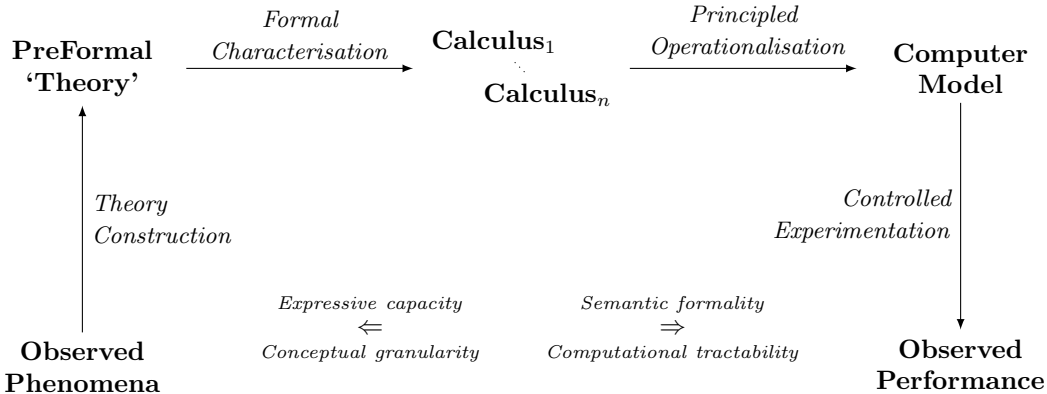 Formal
Characterisation
Principled
Operationalisation
PreFormal
‘Theory’
Calculus₁
⋱
Calculusₙ
Computer
Model
Theory
Construction
Controlled
Experimentation
Expressive capacity
⇐
Conceptual granularity
Semantic formality
⇒
Computational tractability
Observed
Phenomena
Observed
Performance